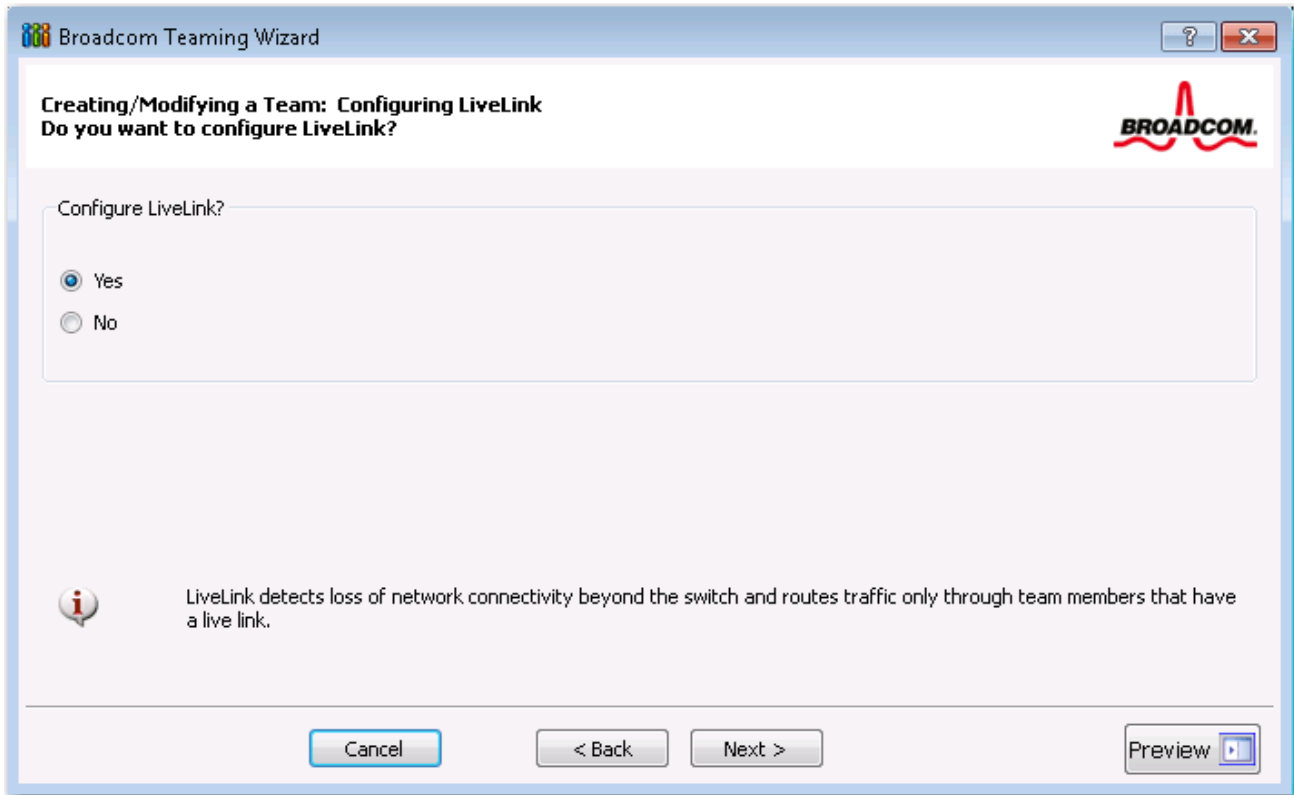 Broadcom Teaming Wizard
?
Creating/Modifying a Team: Configuring LiveLink
Do you want to configure LiveLink?
BROADCOM.
Configure LiveLink?
Yes
No
LiveLink detects loss of network connectivity beyond the switch and routes traffic only through team members that have
a live link.
Cancel
< Back
Next >
Preview